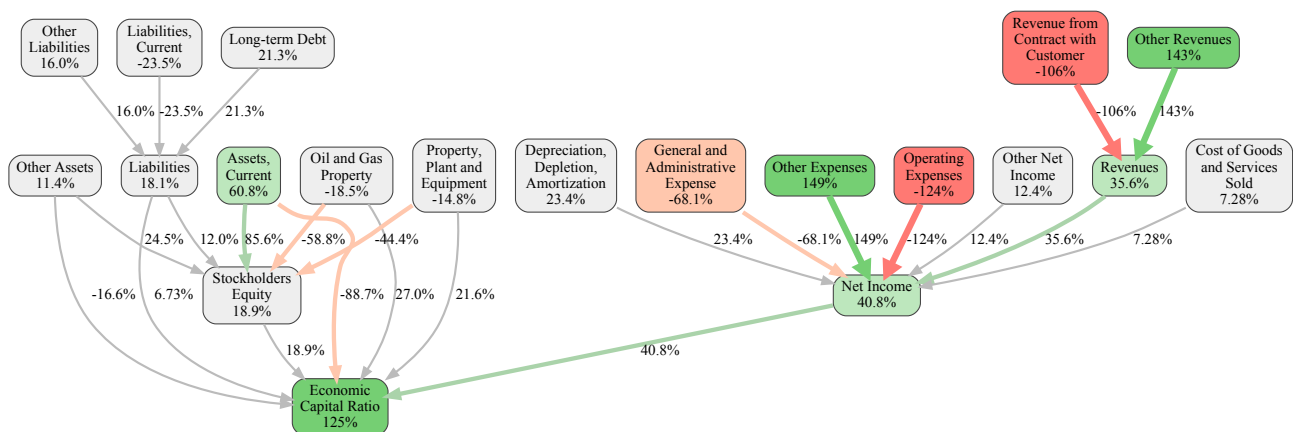 Other
Liabilities
16.0%
Liabilities,
Current
-23.5%
Long-term Debt
21.3%
Revenue from
Contract with
Customer
-106%
Other Revenues
143%
16.0%
-23.5%
21.3%
-106%
143%
Other Assets
11.4%
Liabilities
18.1%
Assets,
Current
60.8%
Oil and Gas
Property
-18.5%
Property,
Plant and
Equipment
-14.8%
Depreciation,
Depletion,
Amortization
23.4%
General and
Administrative
Expense
-68.1%
Other Expenses
149%
Operating
Expenses
-124%
Other Net
Income
12.4%
Revenues
35.6%
Cost of Goods
and Services
Sold
7.28%
24.5%
12.0%
85.6%
-58.8%
-44.4%
23.4%
-68.1%
149%
-124%
12.4%
35.6%
7.28%
Stockholders
Equity
18.9%
Net Income
40.8%
-16.6%
6.73%
-88.7%
27.0%
21.6%
18.9%
40.8%
Economic
Capital Ratio
125%